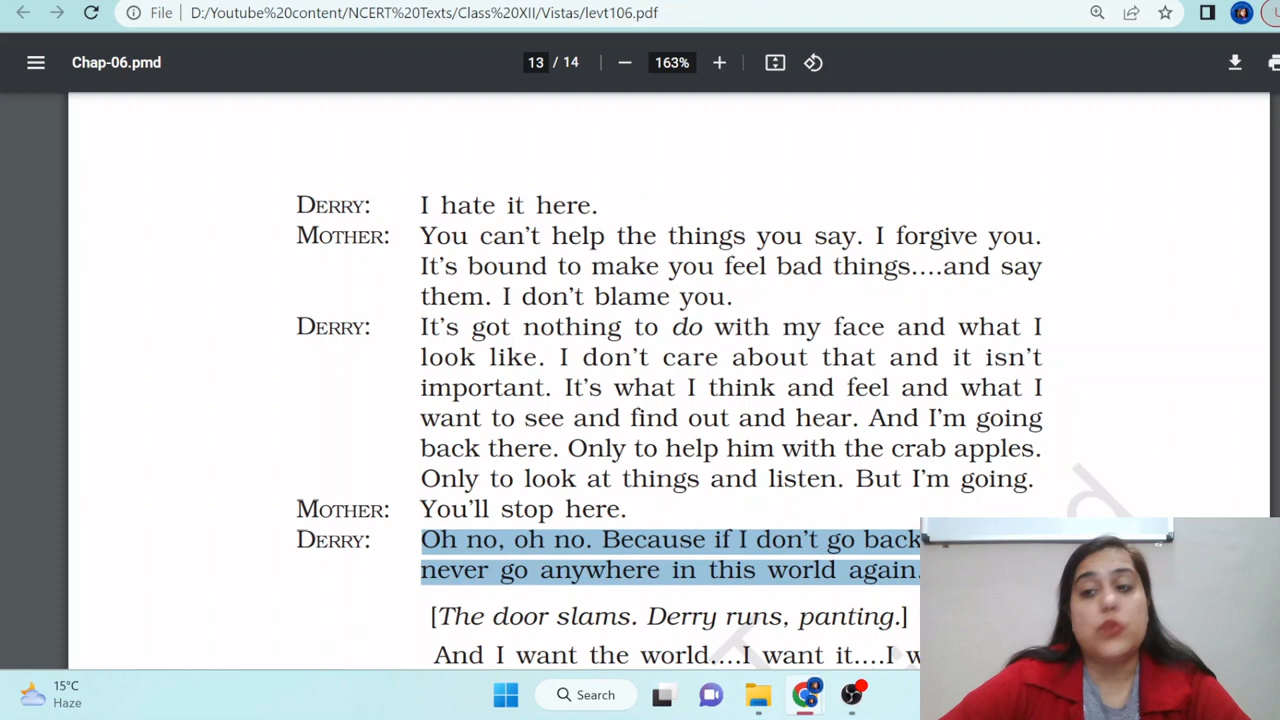 File D:/Youtube%20content/NCERT%20Texts/Class%20XII/Vistas/levt106.pdf
Chap-06.pmd 13 / 14 163%
DERRY: I hate it here.
MOTHER: You can't help the things you say. I forgive you.
It's bound to make you feel bad things....and say
them. I don't blame you.
DERRY: It's got nothing to do with my face and what I
look like. I don't care about that and it isn't
important. It's what I think and feel and what I
want to see and find out and hear. And I'm going
back there. Only to help him with the crab apples.
Only to look at things and listen. But I'm going.
MOTHER: You'll stop here.
DERRY: Oh no, oh no. Because if I don't go back
never go anywhere in this world again.
[The door slams. Derry runs, panting.]
And I want the world....I want it....I
15°C
Haze
Search